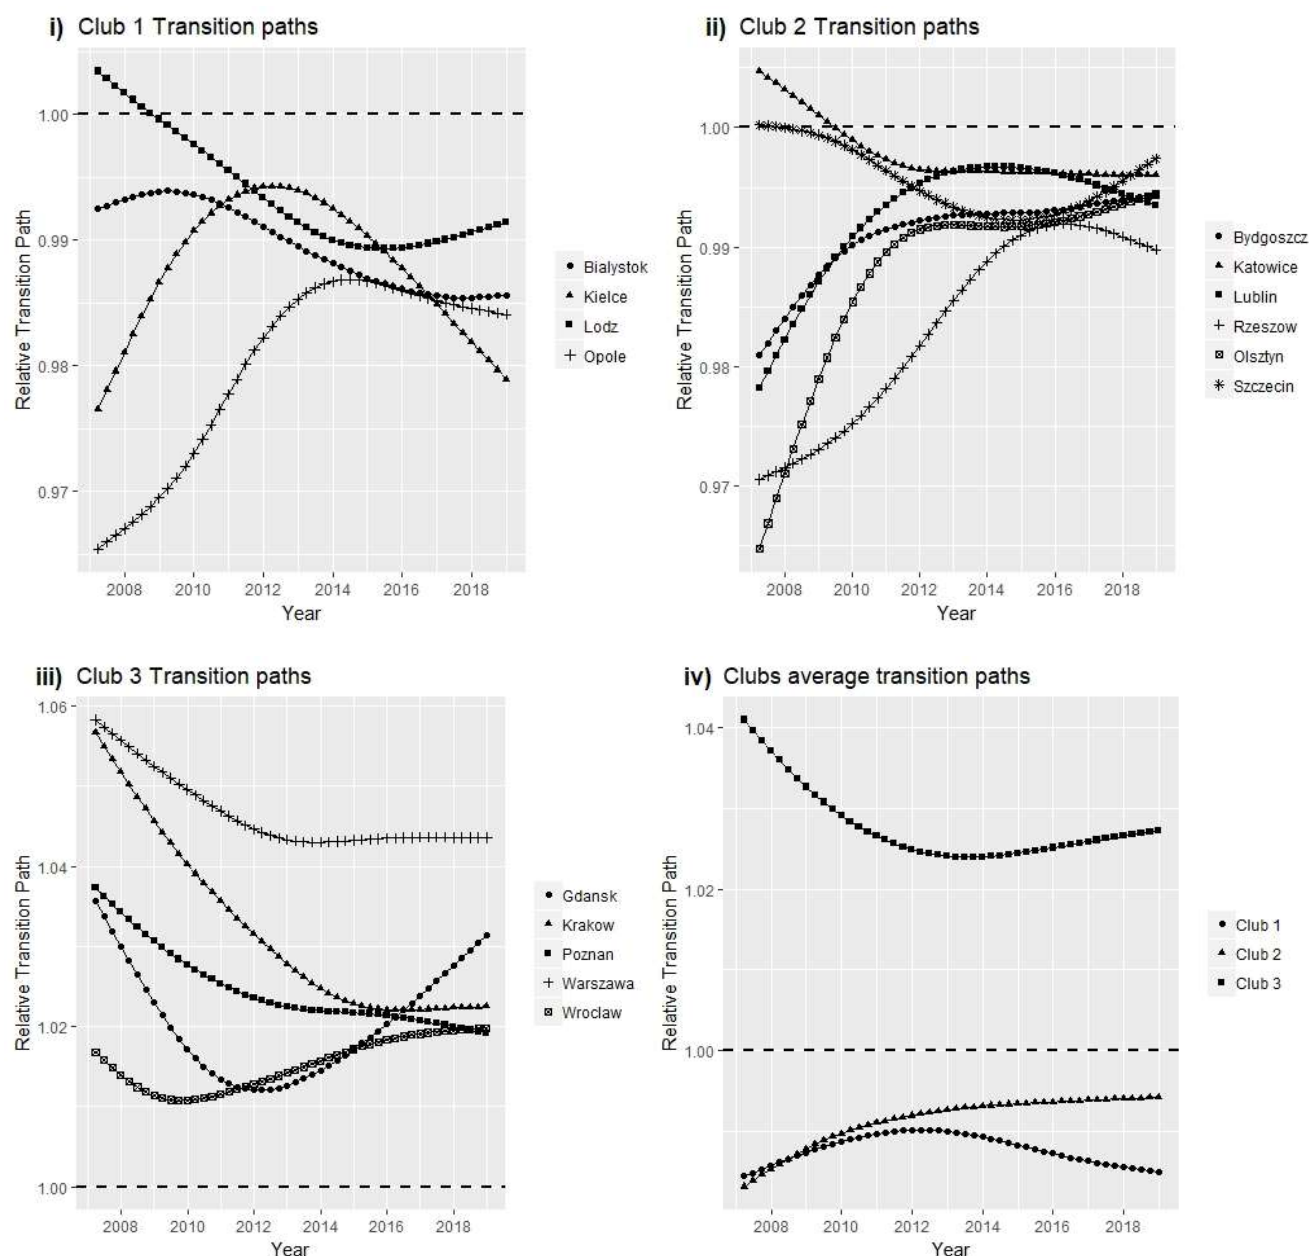 i) Club 1 Transition paths
Relative Transition Path
1.00
0.99
0.98
0.97
2008 2010 2012 2014 2016 2018
Year
Bialystok
Kielce
Lodz
Opole
ii) Club 2 Transition paths
Relative Transition Path
1.00
0.99
0.98
0.97
2008 2010 2012 2014 2016 2018
Year
Bydgoszcz
Katowice
Lublin
Rzeszow
Olsztyn
Szczecin
iii) Club 3 Transition paths
Relative Transition Path
1.06
1.04
1.02
1.00
2008 2010 2012 2014 2016 2018
Year
Gdansk
Krakow
Poznan
Warszawa
Wroclaw
iv) Clubs average transition paths
Relative Transition Path
1.04
1.02
1.00
2008 2010 2012 2014 2016 2018
Year
Club 1
Club 2
Club 3